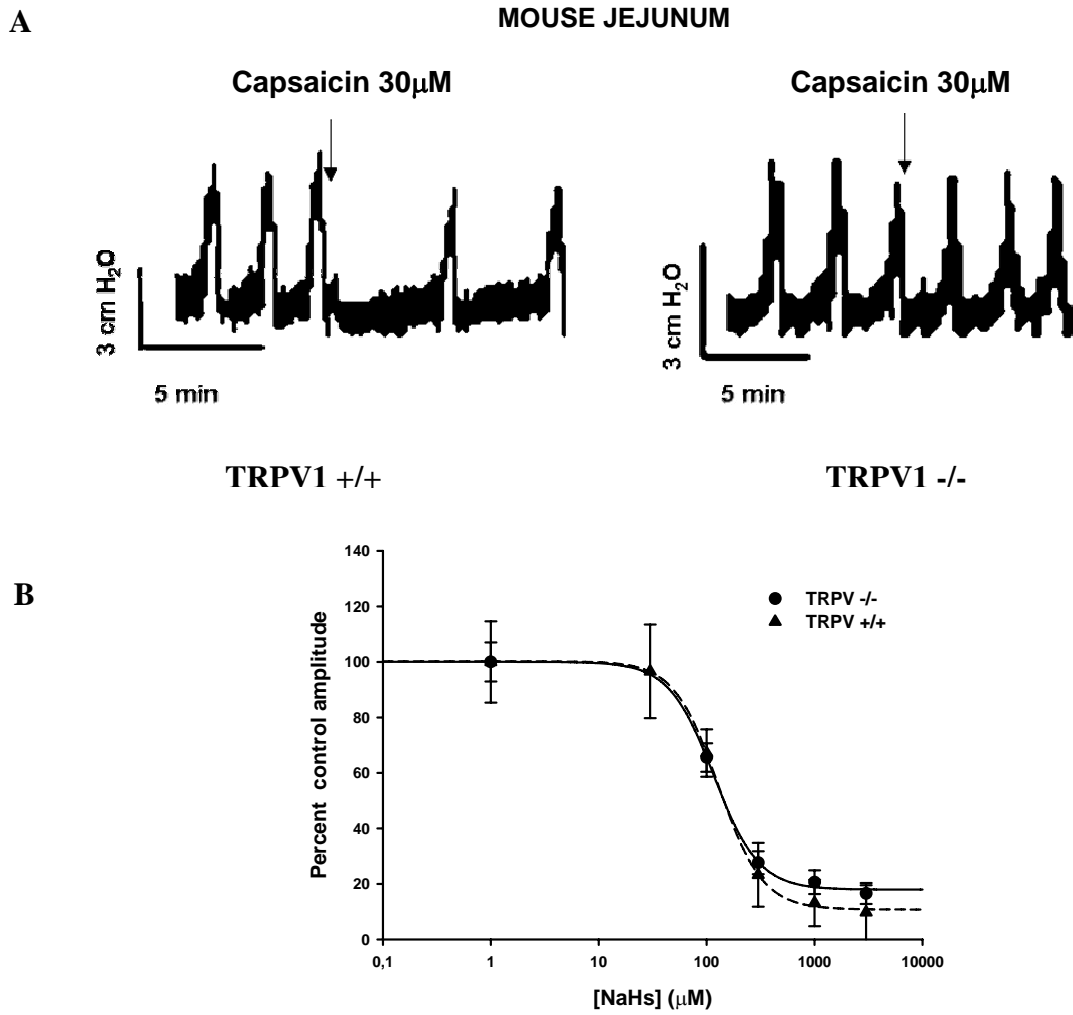 A
MOUSE JEJUNUM
Capsaicin 30μM
Capsaicin 30μM
3 cm H₂O
5 min
3 cm H₂O
5 min
TRPV1 +/+
TRPV1 -/-
B
Percent control amplitude
140
120
100
80
60
40
20
0
TRPV -/-
TRPV +/+
0,1
1
10
100
1000
10000
[NaHs] (μM)